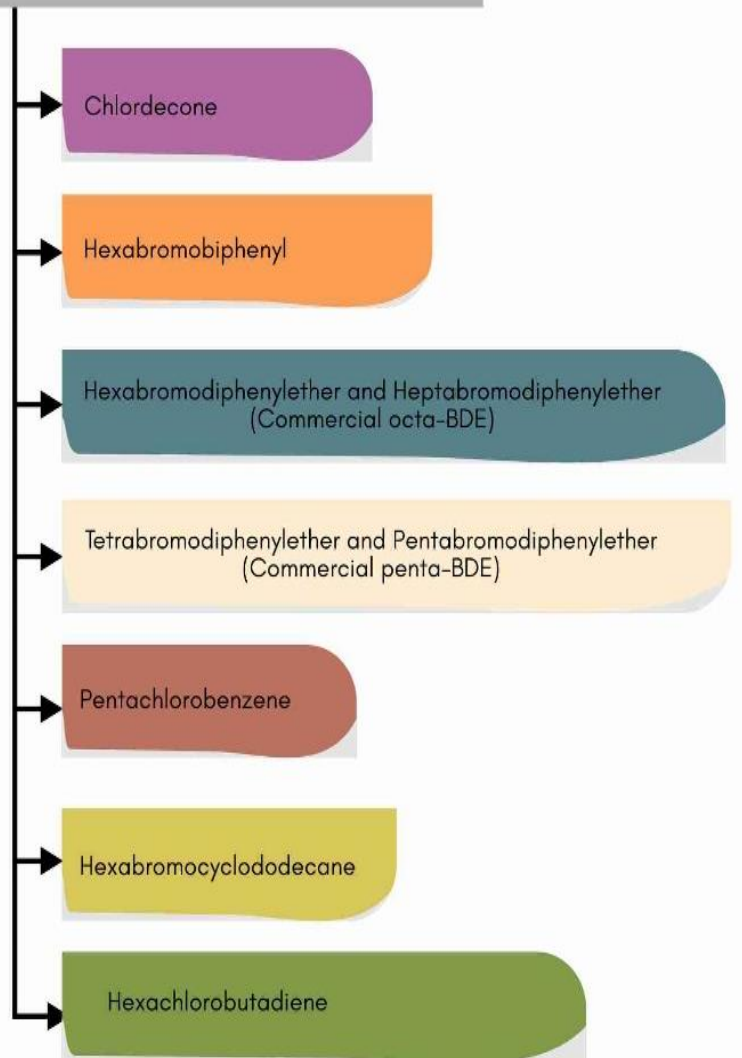 Chlordecone
Hexabromobiphenyl
Hexabromodiphenylether and Heptabromodiphenylether
(Commercial octa-BDE)
Tetrabromodiphenylether and Pentabromodiphenylether
(Commercial penta-BDE)
Pentachlorobenzene
Hexabromocyclododecane
Hexachlorobutadiene